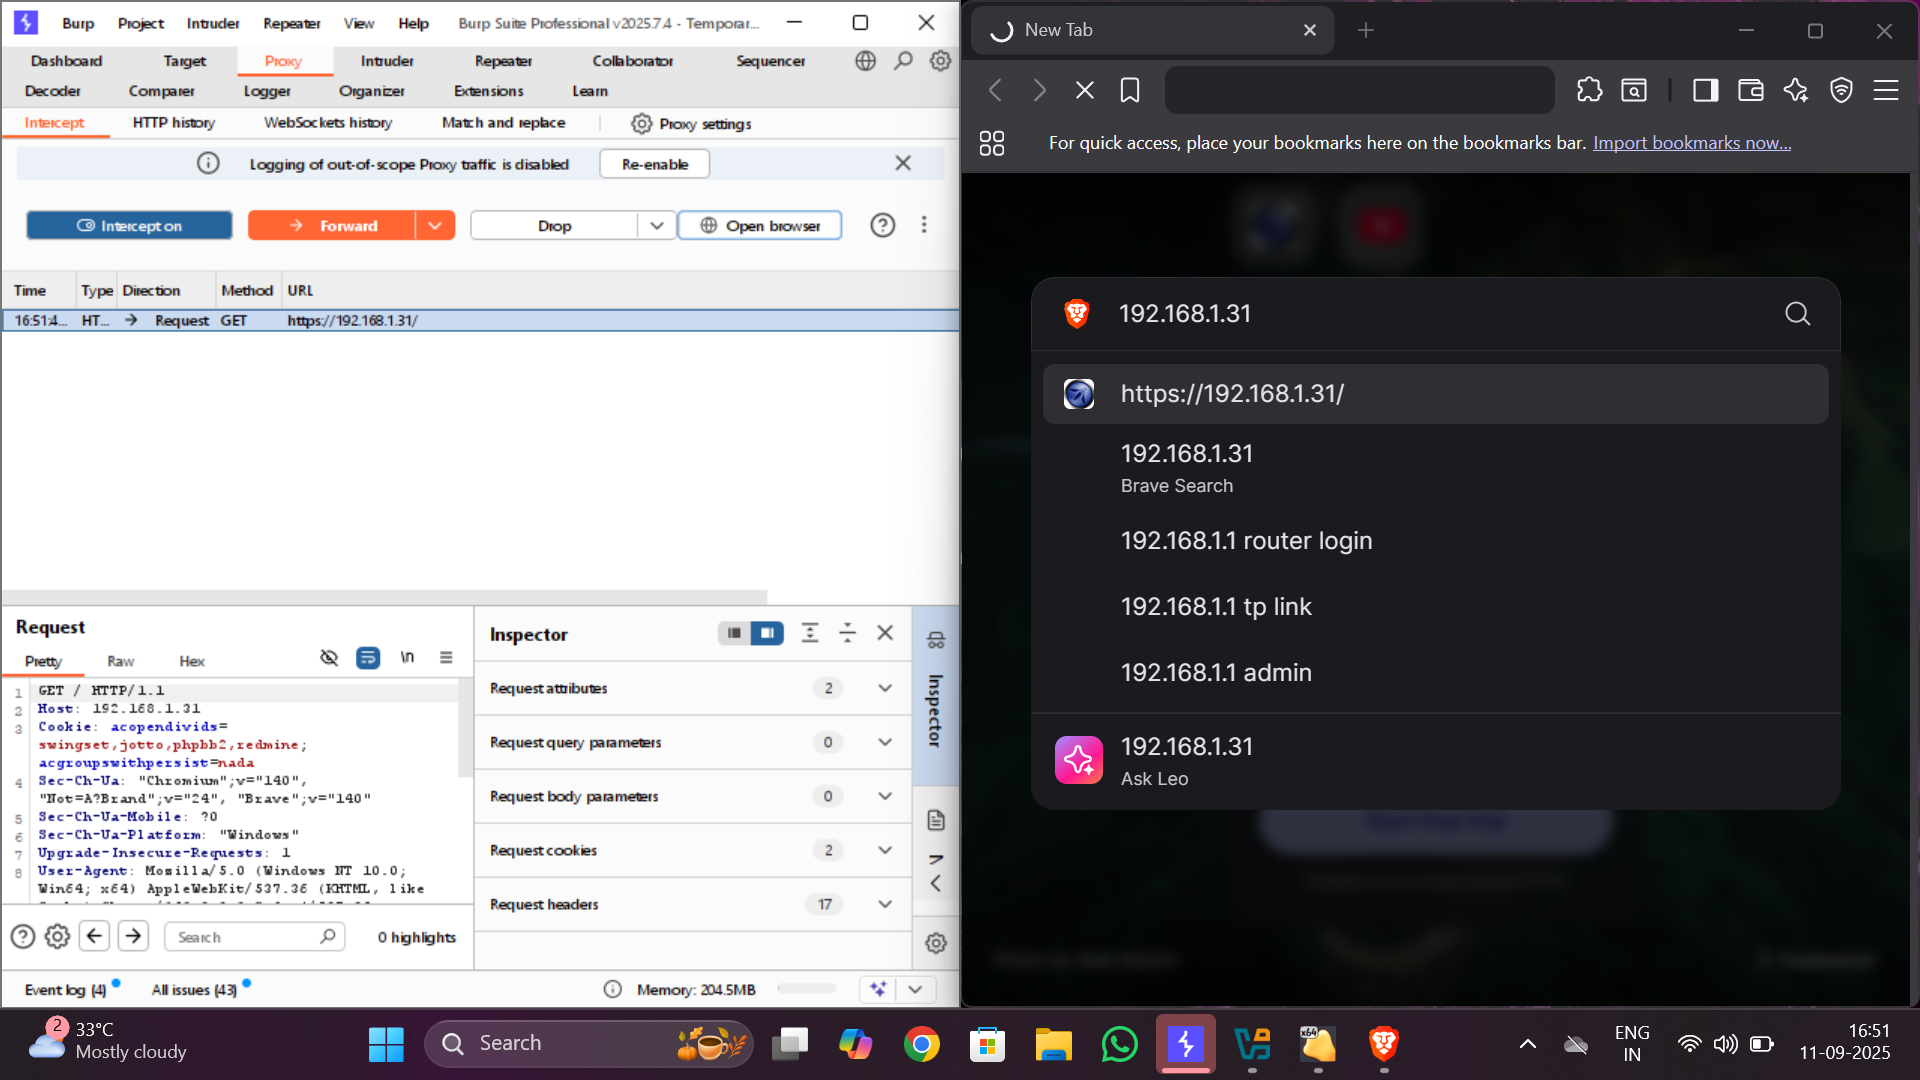 Burp Project Intruder Repeater View Help Burp Suite Professional v2025.7.4 - Temporar...
Dashboard Target Proxy Intruder Repeater Collaborator Sequencer
Decoder Comparer Logger Organizer Extensions Learn
Intercept HTTP history WebSockets history Match and replace Proxy settings
Logging of out-of-scope Proxy traffic is disabled Re-enable
Intercept on Forward Drop Open browser
Time Type Direction Method URL
16:51:4... HT... → Request GET https://192.168.1.31/
Request
Pretty Raw Hex \n
1 GET / HTTP/1.1
2 Host: 192.168.1.31
3 Cookie: acopendivids=
swingset,jotto,phpbb2,redmine;
acgroupswithpersist=nada
4 Sec-Ch-Ua: "Chromium";v="140",
"Not=A?Brand";v="24", "Brave";v="140"
5 Sec-Ch-Ua-Mobile: ?0
6 Sec-Ch-Ua-Platform: "Windows"
7 Upgrade-Insecure-Requests: 1
8 User-Agent: Mozilla/5.0 (Windows NT 10.0;
Win64; x64) AppleWebKit/537.36 (KHTML, like
Search 0 highlights
Inspector
Request attributes 2
Request query parameters 0
Request body parameters 0
Request cookies 2
Request headers 17
Inspector
Event log (4) All issues (43) Memory: 204.5MB
New Tab
For quick access, place your bookmarks here on the bookmarks bar. Import bookmarks now...
192.168.1.31
https://192.168.1.31/
192.168.1.31
Brave Search
192.168.1.1 router login
192.168.1.1 tp link
192.168.1.1 admin
192.168.1.31
Ask Leo
2
33°C
Mostly cloudy
Search
x64
ENG
IN
16:51
11-09-2025